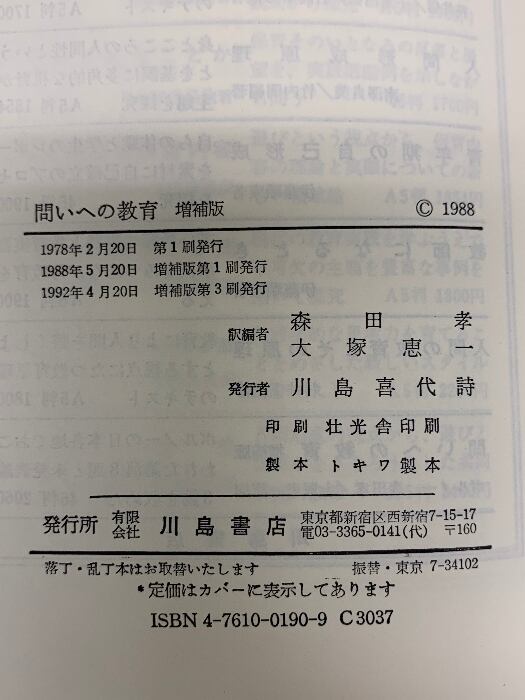 問いへの教育 増補版 © 1988
1978年2月20日 第1刷発行
1988年5月20日 増補版第1刷発行
1992年4月20日 増補版第3刷発行
訳編者 森田孝
大塚恵一
発行者 川島喜代詩
印刷 壮光舎印刷
製本 トキワ製本
発行所 有限会社 川島書店 東京都新宿区西新宿7-15-17
電03-3365-0141(代) 〒160
落丁・乱丁本はお取替いたします 振替・東京 7-34102
*定価はカバーに表示してあります
ISBN 4-7610-0190-9 C3037